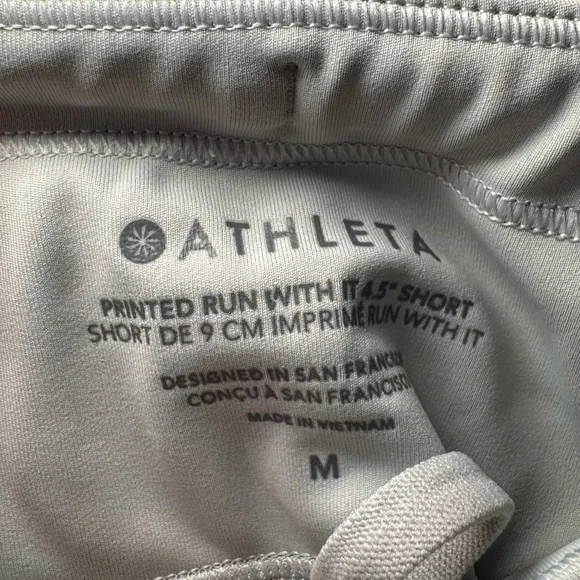 ATHLETA
PRINTED RUN WITH IT 4.5" SHORT
SHORT DE 9 CM IMPRIMÉ RUN WITH IT
DESIGNED IN SAN
CONÇU À SAN FRANCISCO
MADE IN VIETNAM
M